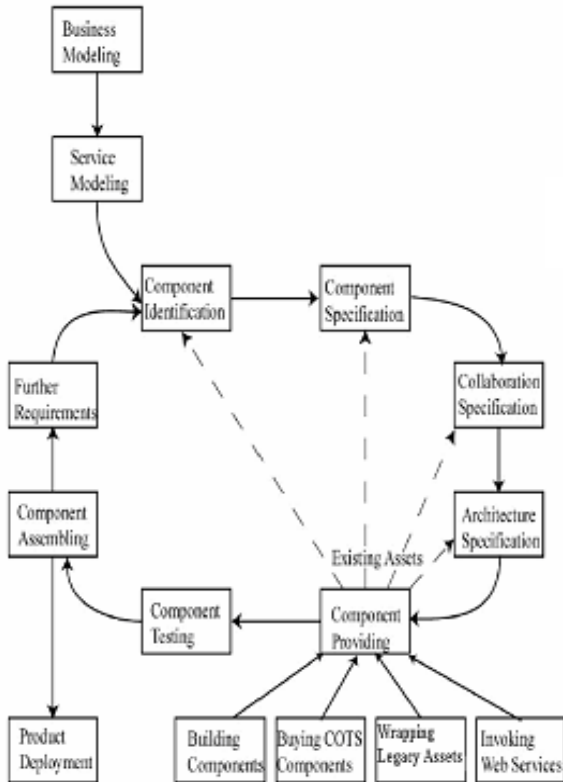 Business
Modeling
Service
Modeling
Component
Identification
Component
Specification
Further
Requirements
Collaboration
Specification
Component
Assembling
Architecture
Specification
Existing Assets
Component
Testing
Component
Providing
Product
Deployment
Building
Components
Buying COTS
Components
Wrapping
Legacy Assets
Invoking
Web Services